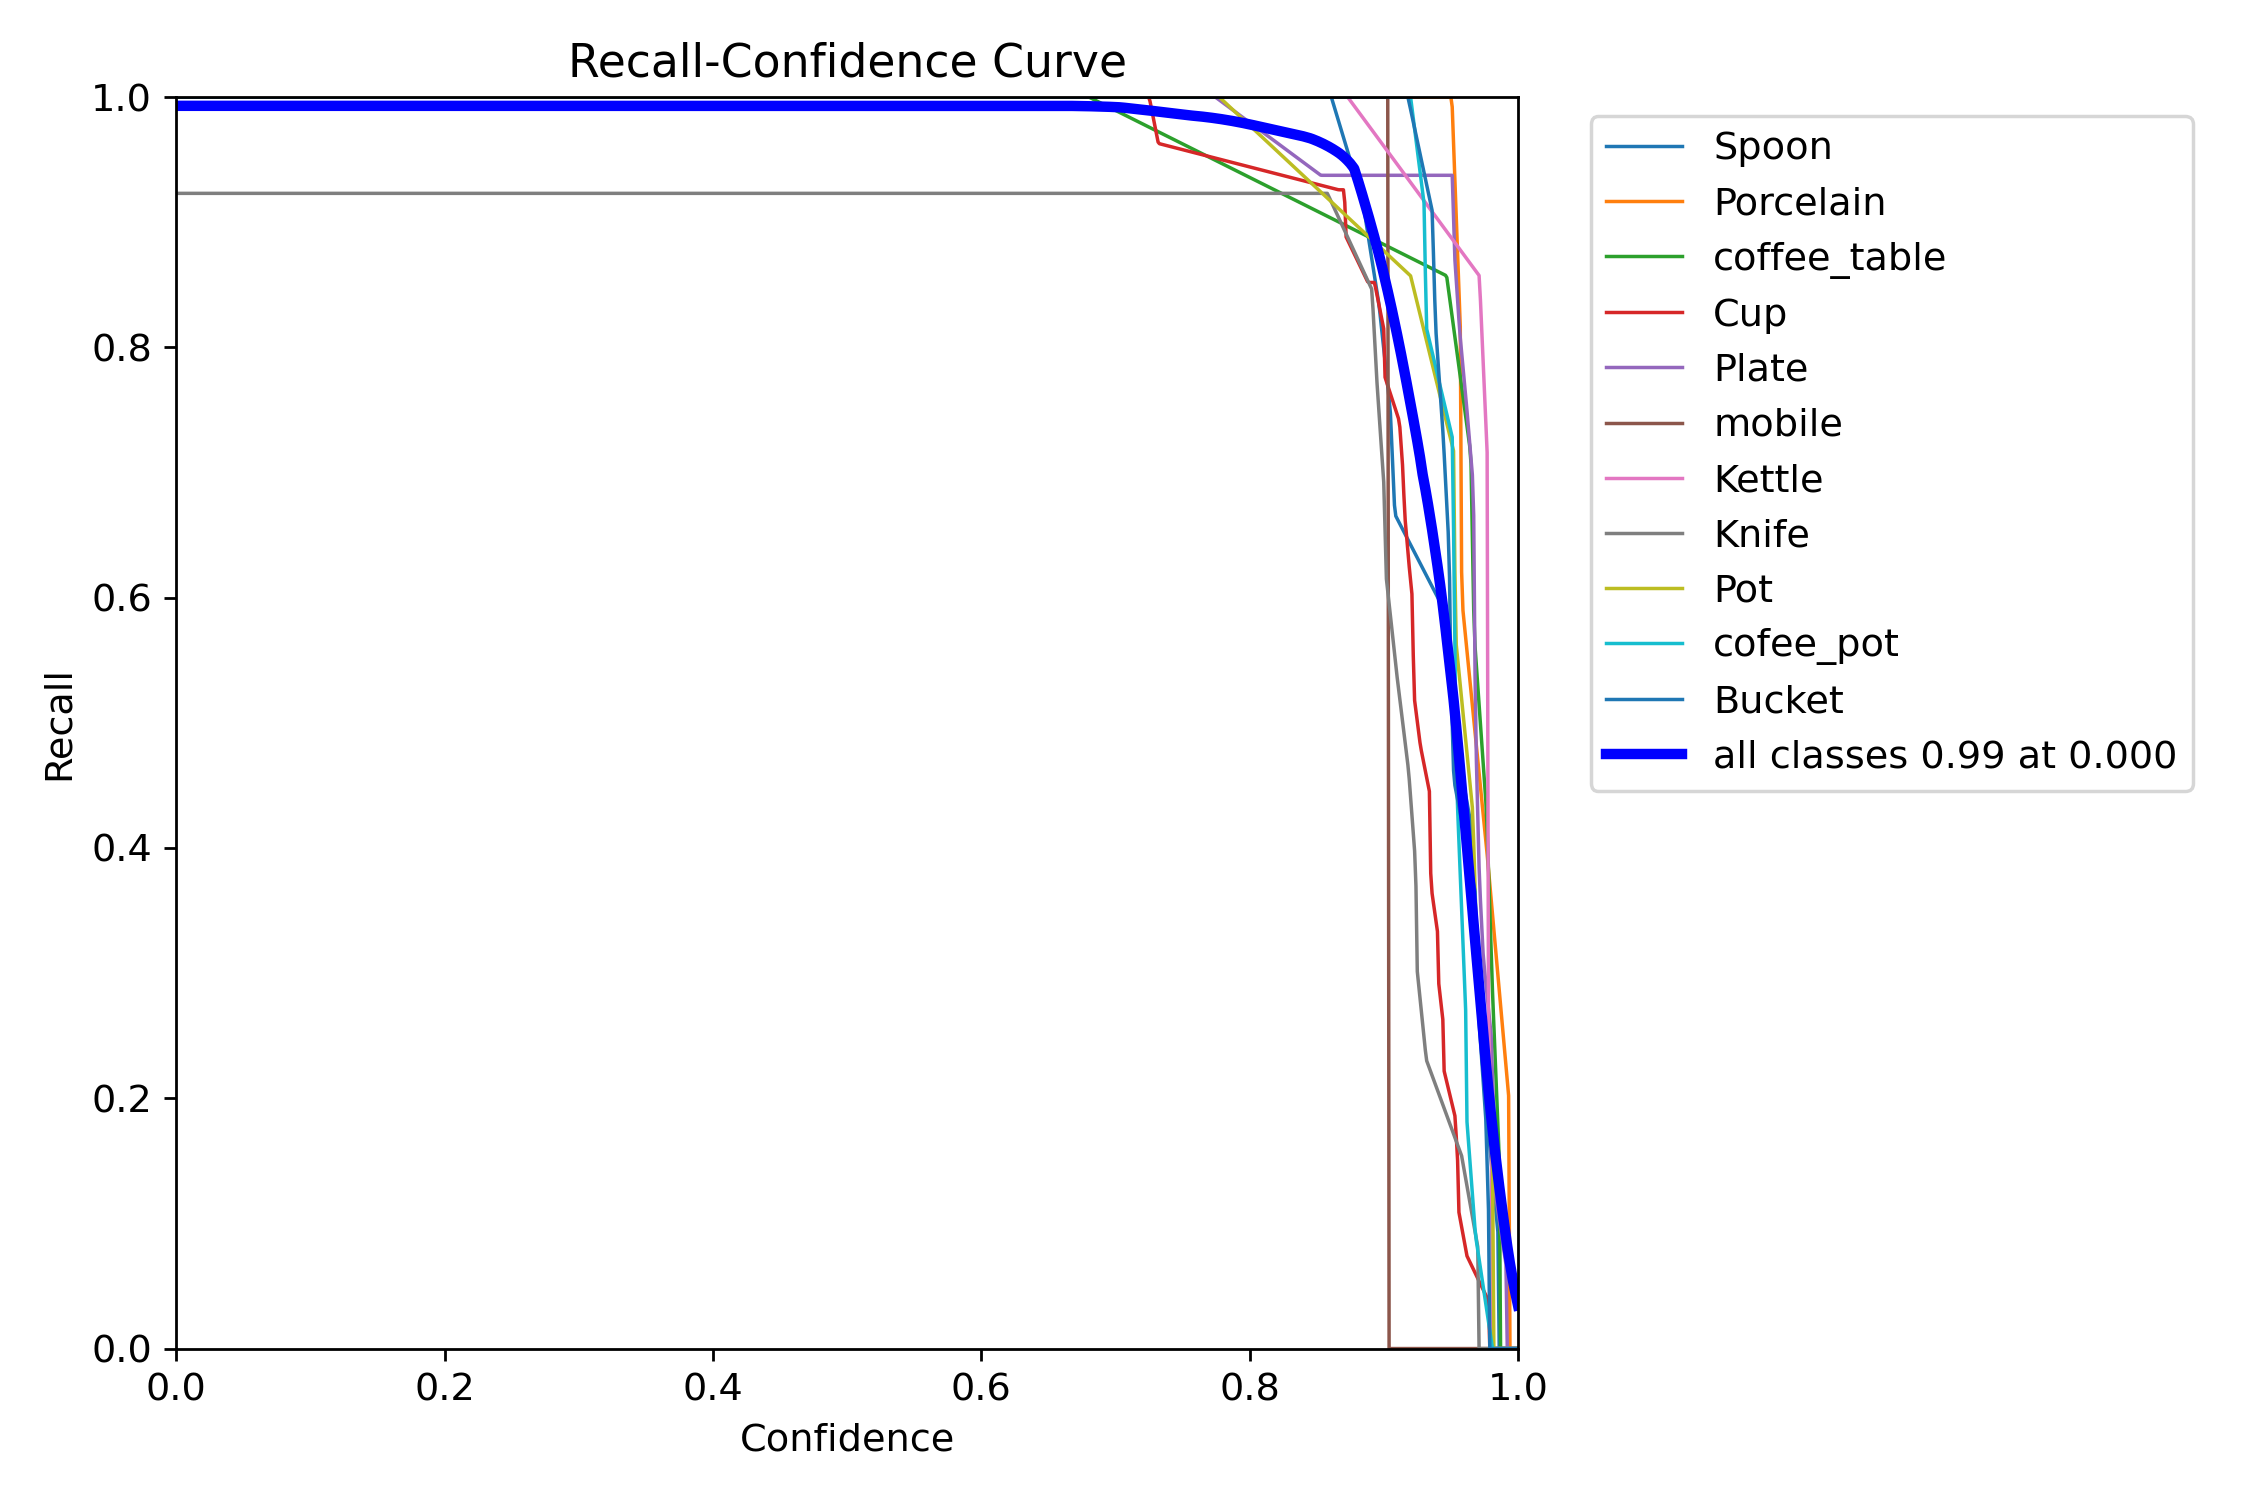 Recall-Confidence Curve
1.0
0.8
0.6
0.4
0.2
0.0
Recall
0.0 0.2 0.4 0.6 0.8 1.0
Confidence
Spoon
Porcelain
coffee_table
Cup
Plate
mobile
Kettle
Knife
Pot
cofee_pot
Bucket
all classes 0.99 at 0.000